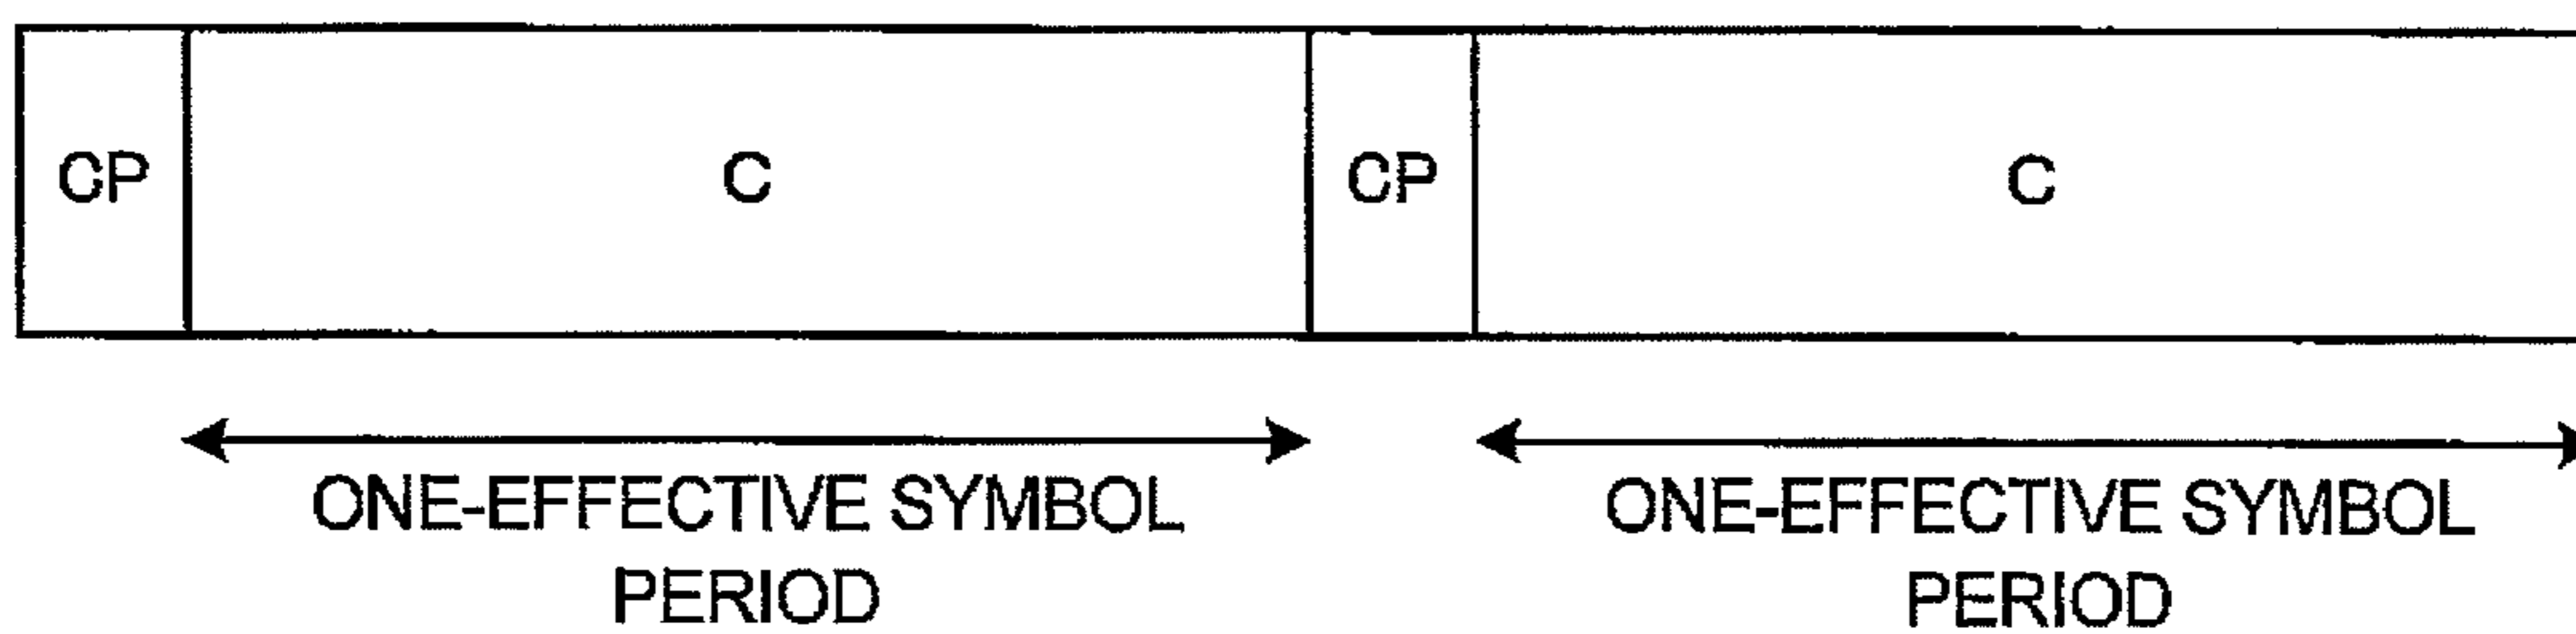 CP C CP C
ONE-EFFECTIVE SYMBOL ONE-EFFECTIVE SYMBOL
PERIOD PERIOD